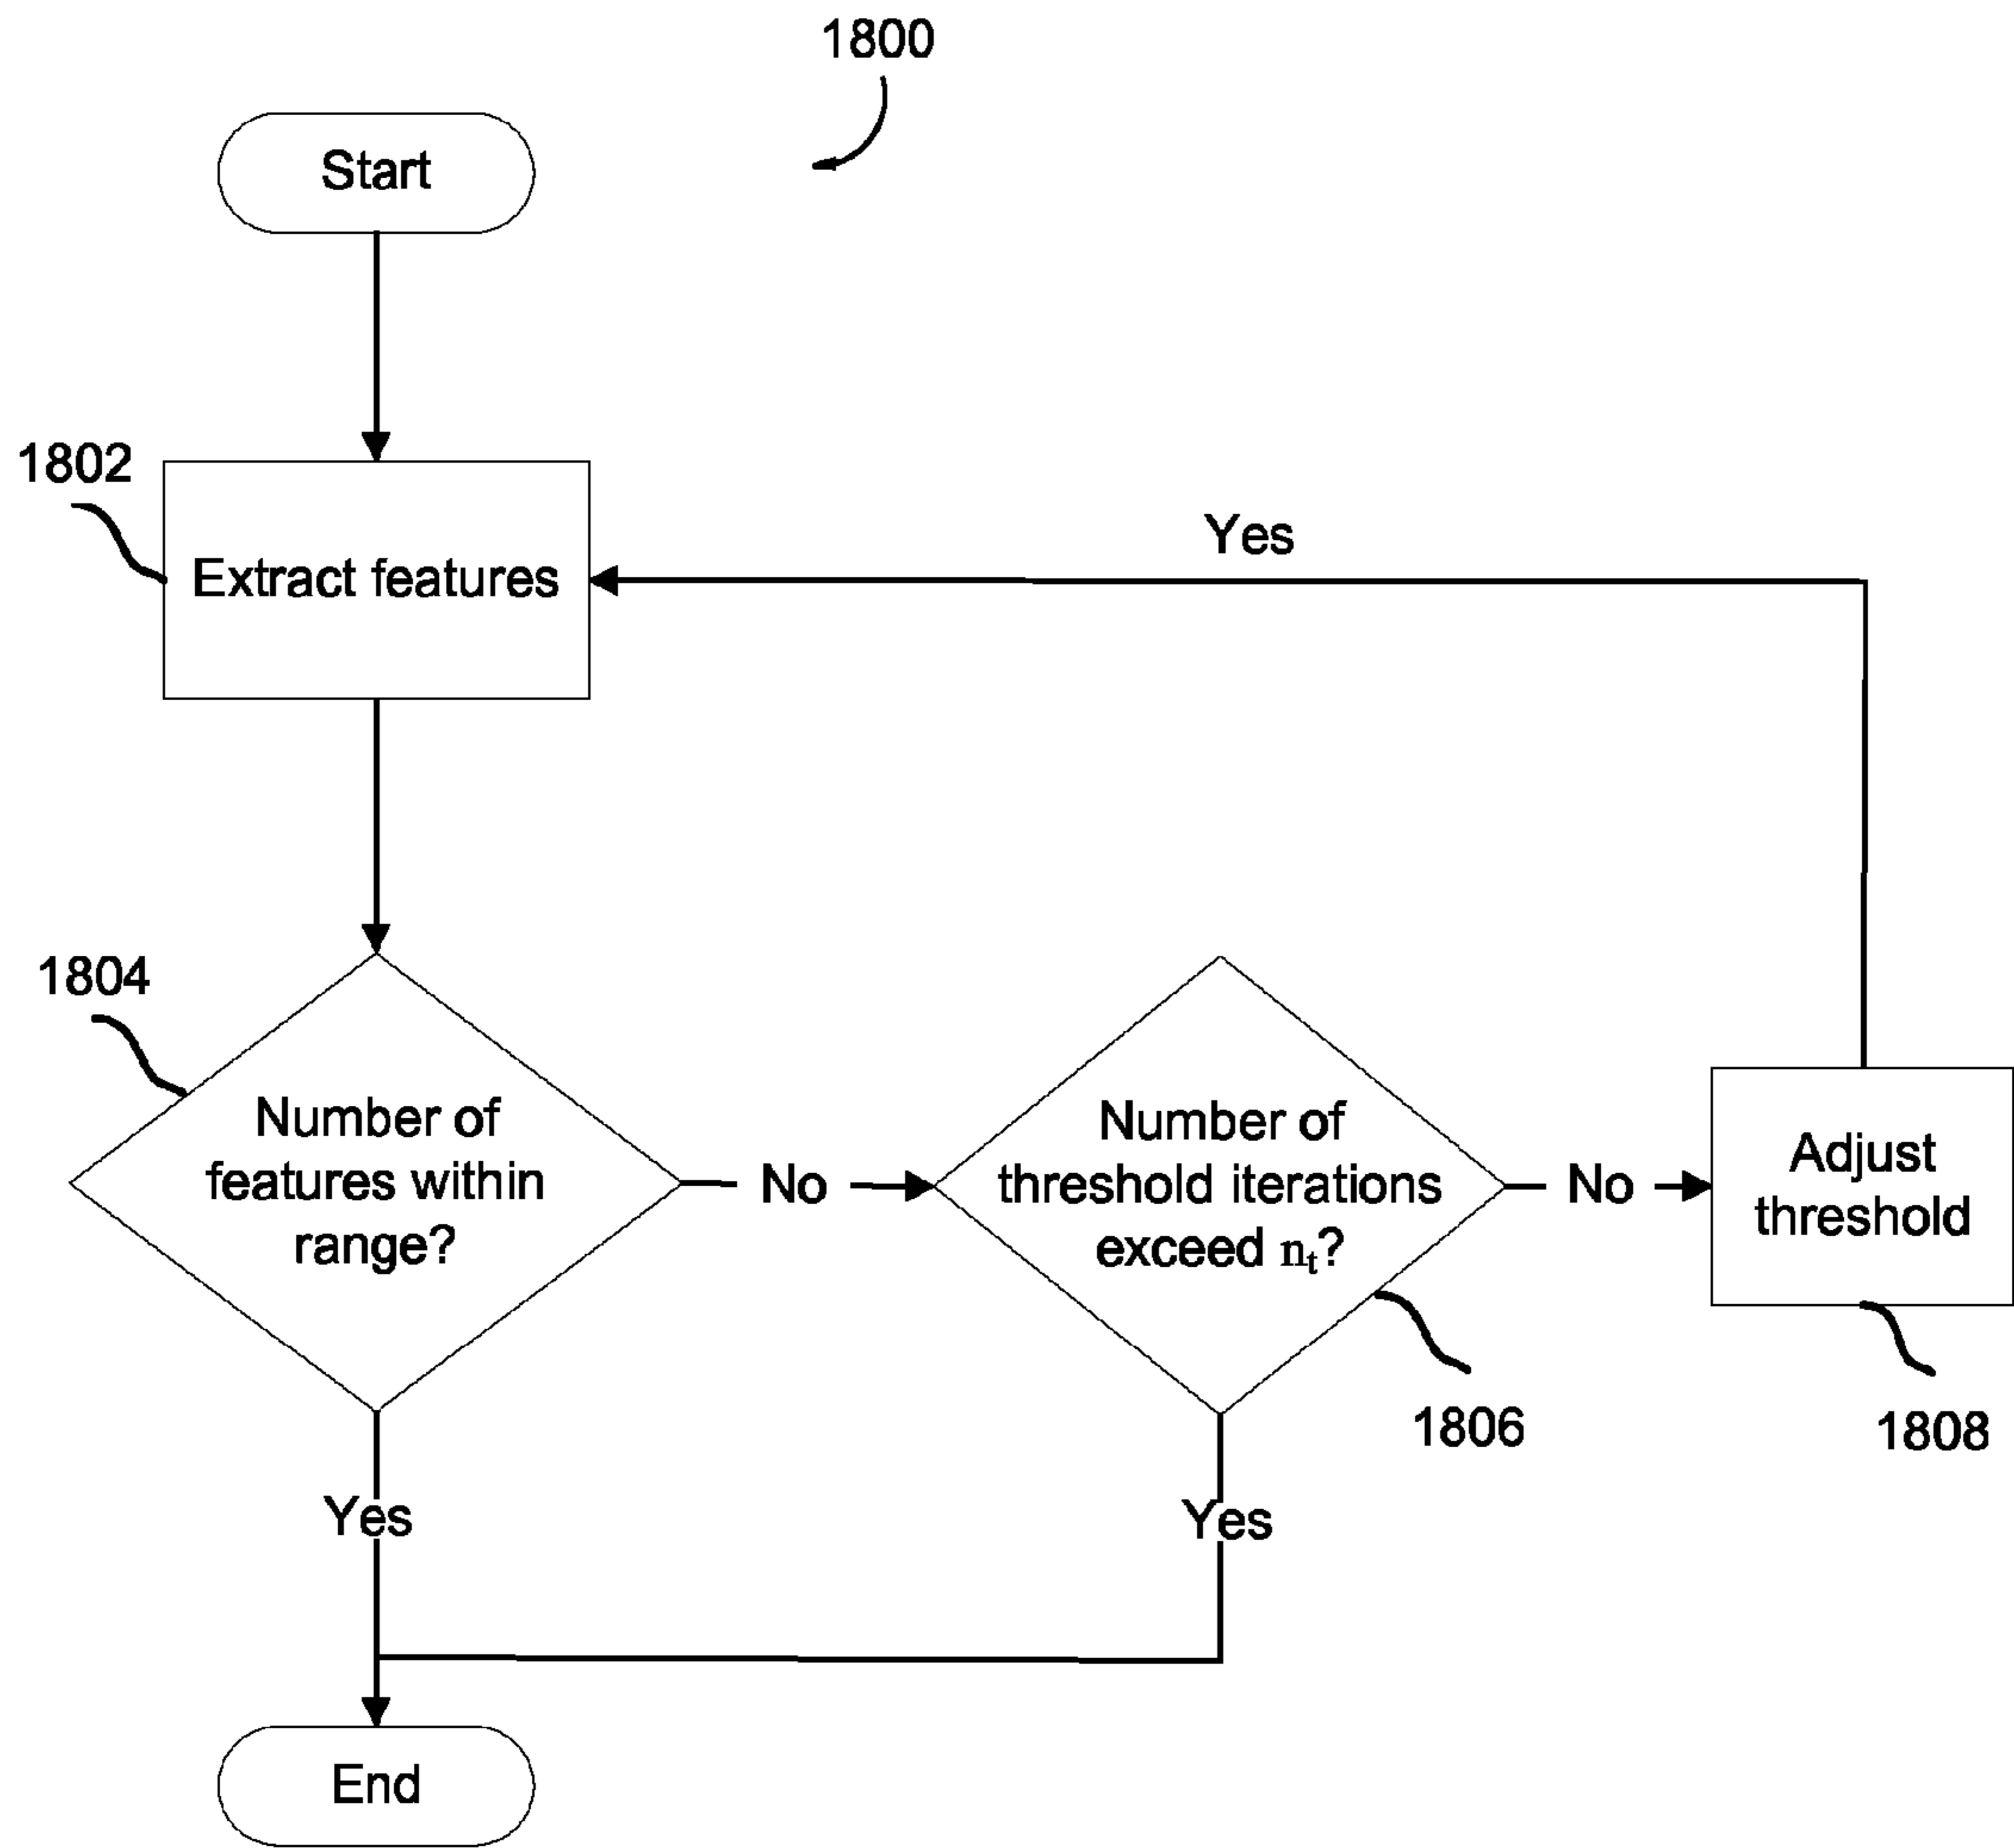 1800
Start
1802
Extract features
Yes
1804
Number of
features within
range?
No
Number of
threshold iterations
exceed nt?
No
Adjust
threshold
1806
1808
Yes
Yes
End